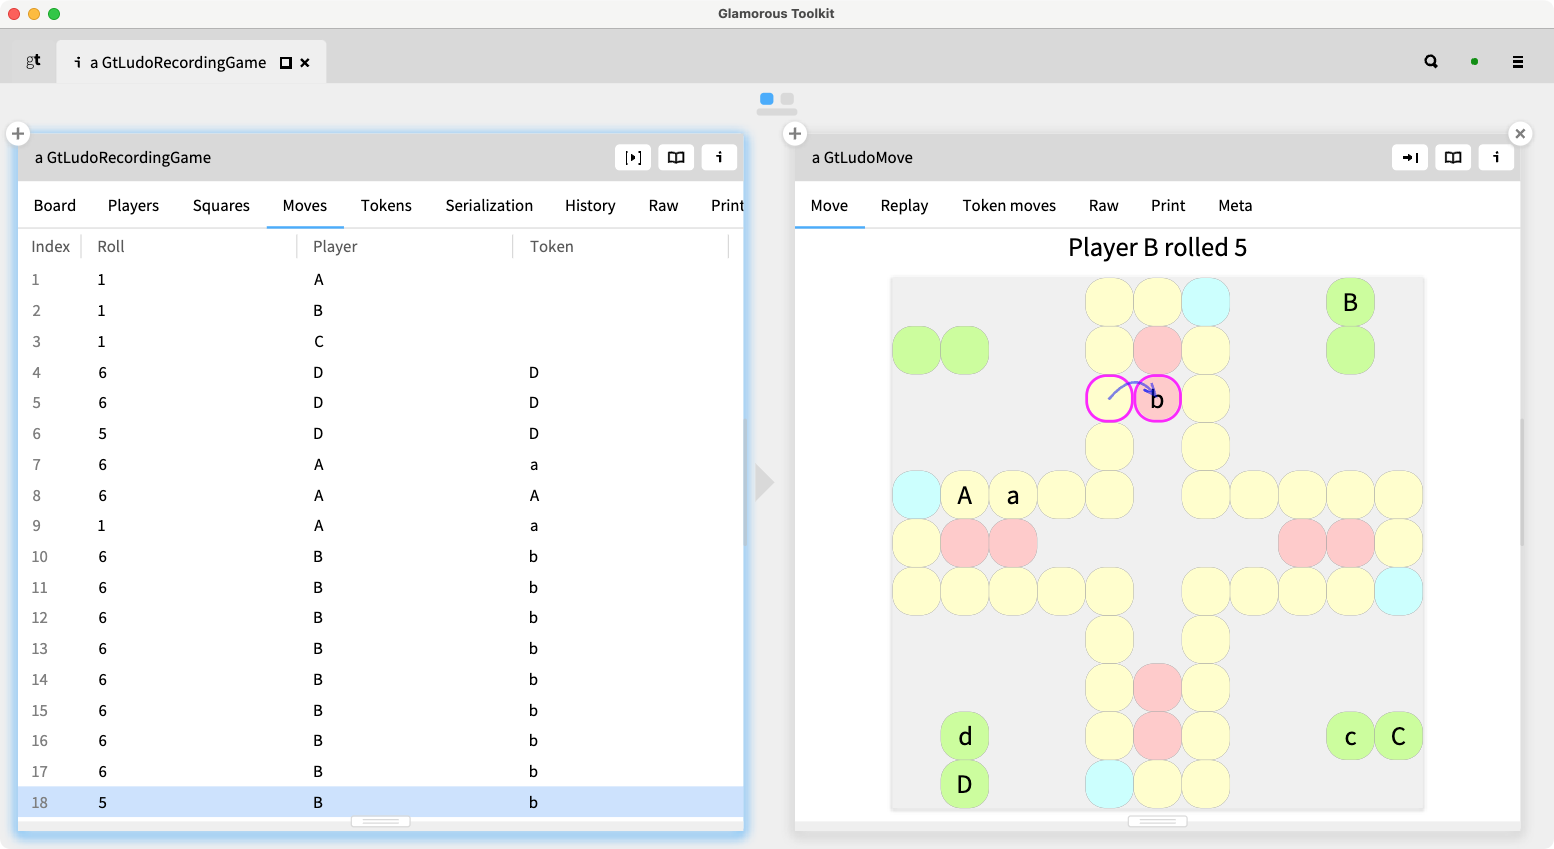 Glamorous Toolkit
gt
i a GtLudoRecordingGame
a GtLudoRecordingGame
i
Board Players Squares Moves Tokens Serialization History Raw Print
Index Roll Player Token
1 1 A
2 1 B
3 1 C
4 6 D D
5 6 D D
6 5 D D
7 6 A a
8 6 A A
9 1 A a
10 6 B b
11 6 B b
12 6 B b
13 6 B b
14 6 B b
15 6 B b
16 6 B b
17 6 B b
18 5 B b
a GtLudoMove
i
Move Replay Token moves Raw Print Meta
Player B rolled 5
B
b
A a
d c C
D